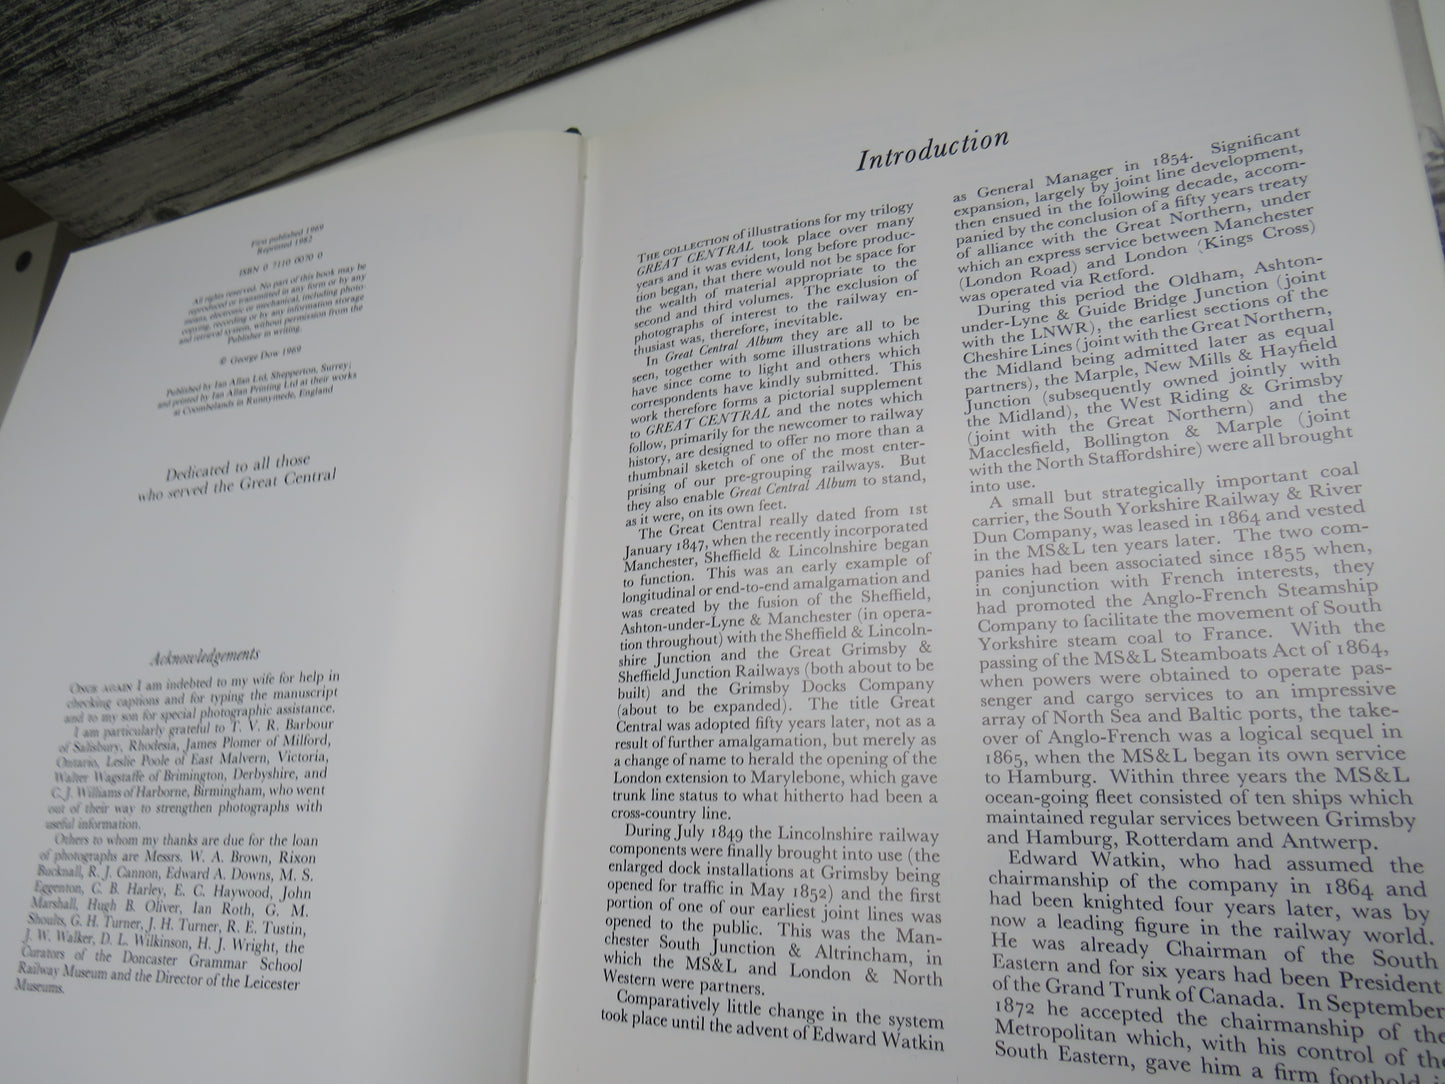 First published 1969
Reprinted 1982
ISBN 0 7110 0070 0
All rights reserved. No part of this book may be
reproduced or transmitted in any form or by any
means, electronic or mechanical, including photo-
copying, recording or by any information storage
and retrieval system, without permission from the
Publisher in writing.
© George Dow 1969
Published by Ian Allan Ltd, Shepperton, Surrey;
and printed by Ian Allan Printing Ltd at their works
at Coombelands in Runnymede, England
Dedicated to all those
who served the Great Central
Acknowledgements
ONCE AGAIN I am indebted to my wife for help in
checking captions and for typing the manuscript
and to my son for special photographic assistance.
I am particularly grateful to T. V. R. Barbour
of Salisbury, Rhodesia, James Plomer of Milford,
Ontario, Leslie Poole of East Malvern, Victoria,
Walter Wagstaffe of Brimington, Derbyshire, and
C. J. Williams of Harborne, Birmingham, who went
out of their way to strengthen photographs with
useful information.
Others to whom my thanks are due for the loan
of photographs are Messrs. W. A. Brown, Rixon
Bucknall, R. J. Cannon, Edward A. Downs, M. S.
Eggenton, C. B. Harley, E. C. Haywood, John
Marshall, Hugh B. Oliver, Ian Roth, G. M.
Shoults, G. H. Turner, J. H. Turner, R. E. Tustin,
J. W. Walker, D. L. Wilkinson, H. J. Wright, the
Curators of the Doncaster Grammar School
Railway Museum and the Director of the Leicester
Museums.
Introduction
THE COLLECTION of illustrations for my trilogy
GREAT CENTRAL took place over many
years and it was evident, long before produc-
tion began, that there would not be space for
the wealth of material appropriate to the
second and third volumes. The exclusion of
photographs of interest to the railway en-
thusiast was, therefore, inevitable.
In Great Central Album they are all to be
seen, together with some illustrations which
have since come to light and others which
correspondents have kindly submitted. This
work therefore forms a pictorial supplement
to GREAT CENTRAL and the notes which
follow, primarily for the newcomer to railway
history, are designed to offer no more than a
thumbnail sketch of one of the most enter-
prising of our pre-grouping railways. But
they also enable Great Central Album to stand,
as it were, on its own feet.
The Great Central really dated from 1st
January 1847, when the recently incorporated
Manchester, Sheffield & Lincolnshire began
to function. This was an early example of
longitudinal or end-to-end amalgamation and
was created by the fusion of the Sheffield,
Ashton-under-Lyne & Manchester (in opera-
tion throughout) with the Sheffield & Lincoln-
shire Junction and the Great Grimsby &
Sheffield Junction Railways (both about to be
built) and the Grimsby Docks Company
(about to be expanded). The title Great
Central was adopted fifty years later, not as a
result of further amalgamation, but merely as
a change of name to herald the opening of the
London extension to Marylebone, which gave
trunk line status to what hitherto had been a
cross-country line.
During July 1849 the Lincolnshire railway
components were finally brought into use (the
enlarged dock installations at Grimsby being
opened for traffic in May 1852) and the first
portion of one of our earliest joint lines was
opened to the public. This was the Man-
chester South Junction & Altrincham, in
which the MS&L and London & North
Western were partners.
Comparatively little change in the system
took place until the advent of Edward Watkin
as General Manager in 1854. Significant
expansion, largely by joint line development,
then ensued in the following decade, accom-
panied by the conclusion of a fifty years treaty
of alliance with the Great Northern, under
which an express service between Manchester
(London Road) and London (Kings Cross)
was operated via Retford.
During this period the Oldham, Ashton-
under-Lyne & Guide Bridge Junction (joint
with the LNWR), the earliest sections of the
Cheshire Lines (joint with the Great Northern,
the Midland being admitted later as equal
partners), the Marple, New Mills & Hayfield
Junction (subsequently owned jointly with
the Midland), the West Riding & Grimsby
(joint with the Great Northern) and the
Macclesfield, Bollington & Marple (joint
with the North Staffordshire) were all brought
into use.
A small but strategically important coal
carrier, the South Yorkshire Railway & River
Dun Company, was leased in 1864 and vested
in the MS&L ten years later. The two com-
panies had been associated since 1855 when,
in conjunction with French interests, they
had promoted the Anglo-French Steamship
Company to facilitate the movement of South
Yorkshire steam coal to France. With the
passing of the MS&L Steamboats Act of 1864,
when powers were obtained to operate pas-
senger and cargo services to an impressive
array of North Sea and Baltic ports, the take-
over of Anglo-French was a logical sequel in
1865, when the MS&L began its own service
to Hamburg. Within three years the MS&L
ocean-going fleet consisted of ten ships which
maintained regular services between Grimsby
and Hamburg, Rotterdam and Antwerp.
Edward Watkin, who had assumed the
chairmanship of the company in 1864 and
had been knighted four years later, was by
now a leading figure in the railway world.
He was already Chairman of the South
Eastern and for six years had been President
of the Grand Trunk of Canada. In September
1872 he accepted the chairmanship of the
Metropolitan which, with his control of the
South Eastern, gave him a firm foothold